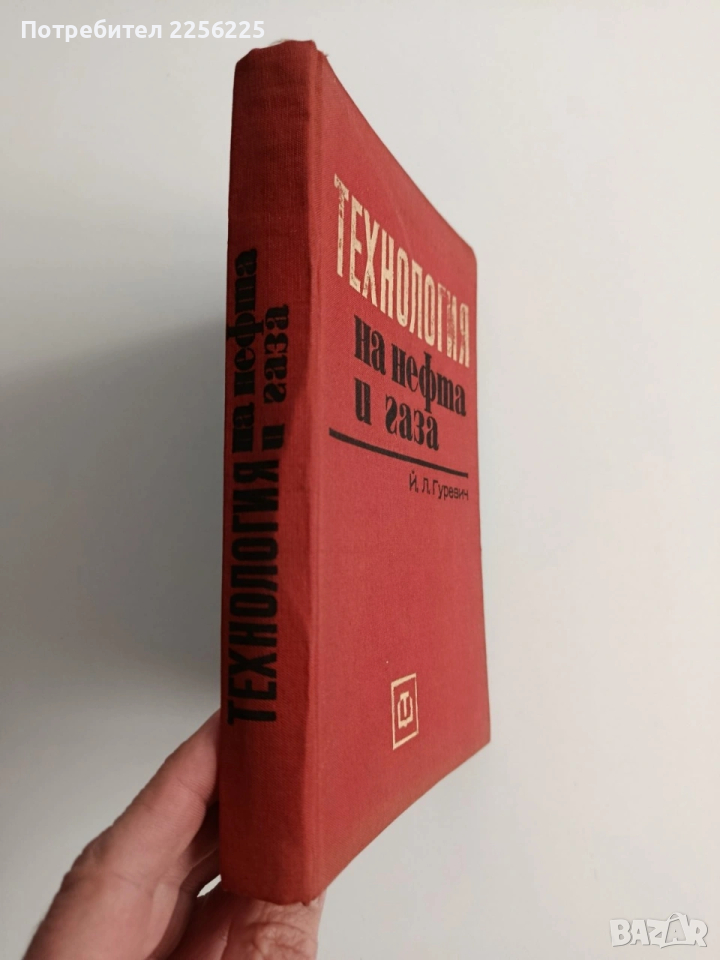 Потребител 2256225
ТЕХНОЛОГИЯ
на нефта
и газа
ТЕХНОЛОГИЯ
на нефта
и газа
Й. Л. Гуревич
BAZAR